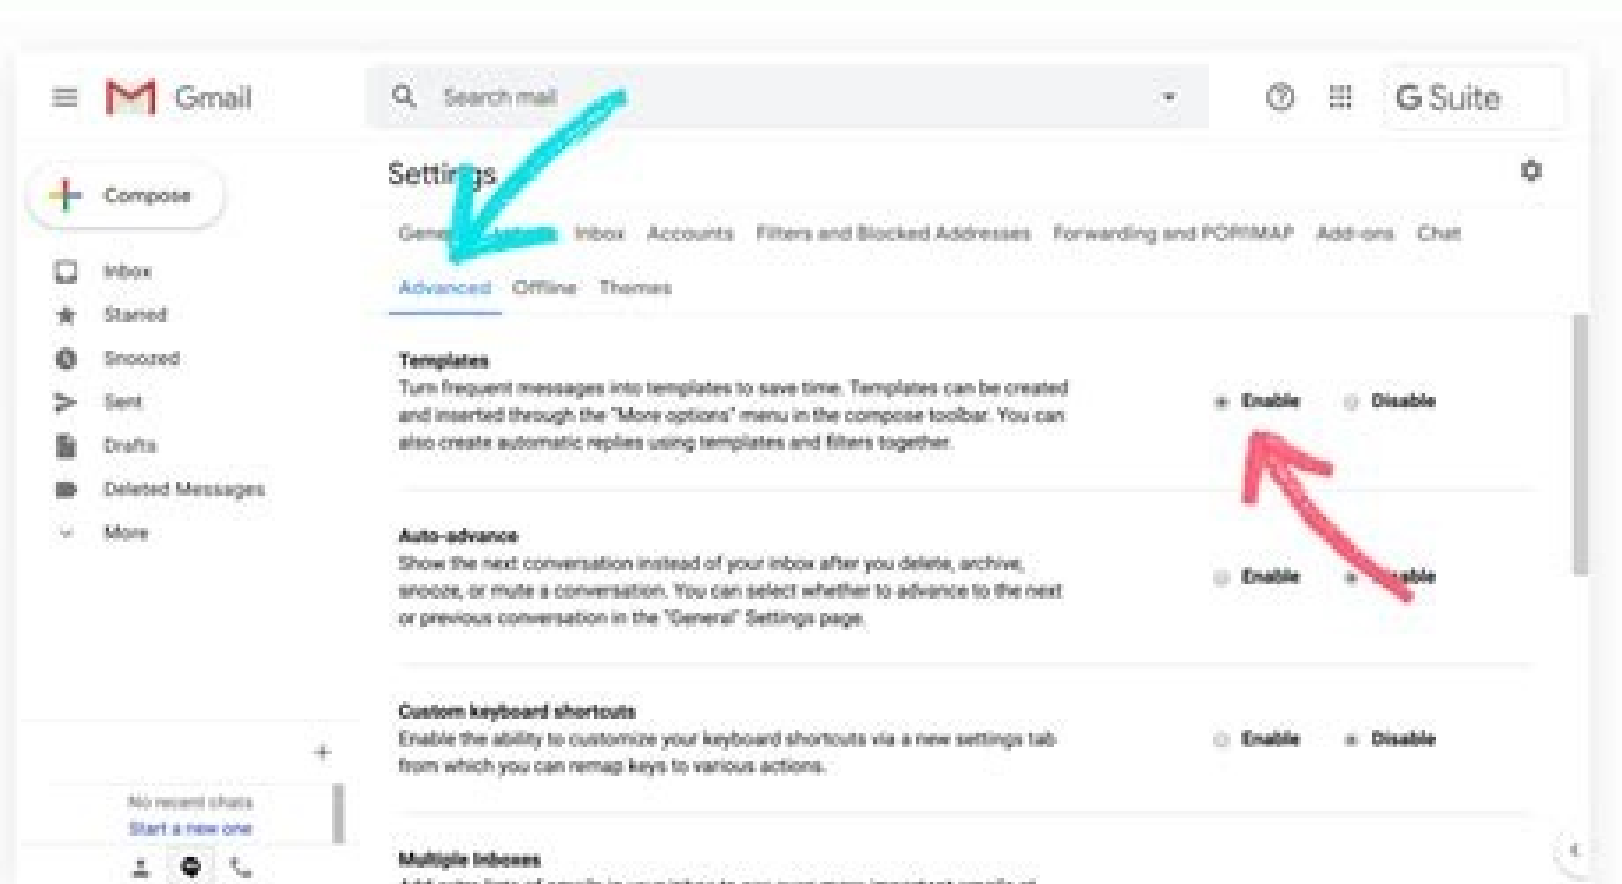 Gmail
Search mail
G Suite
Settings
Compose
Inbox Accounts Filters and Blocked Addresses Forwarding and POP/IMAP Add-ons Chat
Inbox
Advanced Offline Themes
Starred
Snoozed
Sent
Drafts
Deleted Messages
More
Templates
Turn frequent messages into templates to save time. Templates can be created
and inserted through the "More options" menu in the compose toolbar. You can
also create automatic replies using templates and filters together.
Enable Disable
Auto-advance
Show the next conversation instead of your inbox after you delete, archive,
snooze, or mute a conversation. You can select whether to advance to the next
or previous conversation in the "General" Settings page.
Enable
Custom keyboard shortcuts
Enable the ability to customize your keyboard shortcuts via a new settings tab
from which you can remap keys to various actions.
Enable Disable
No recent chats
Start a new one
Multiple Inboxes